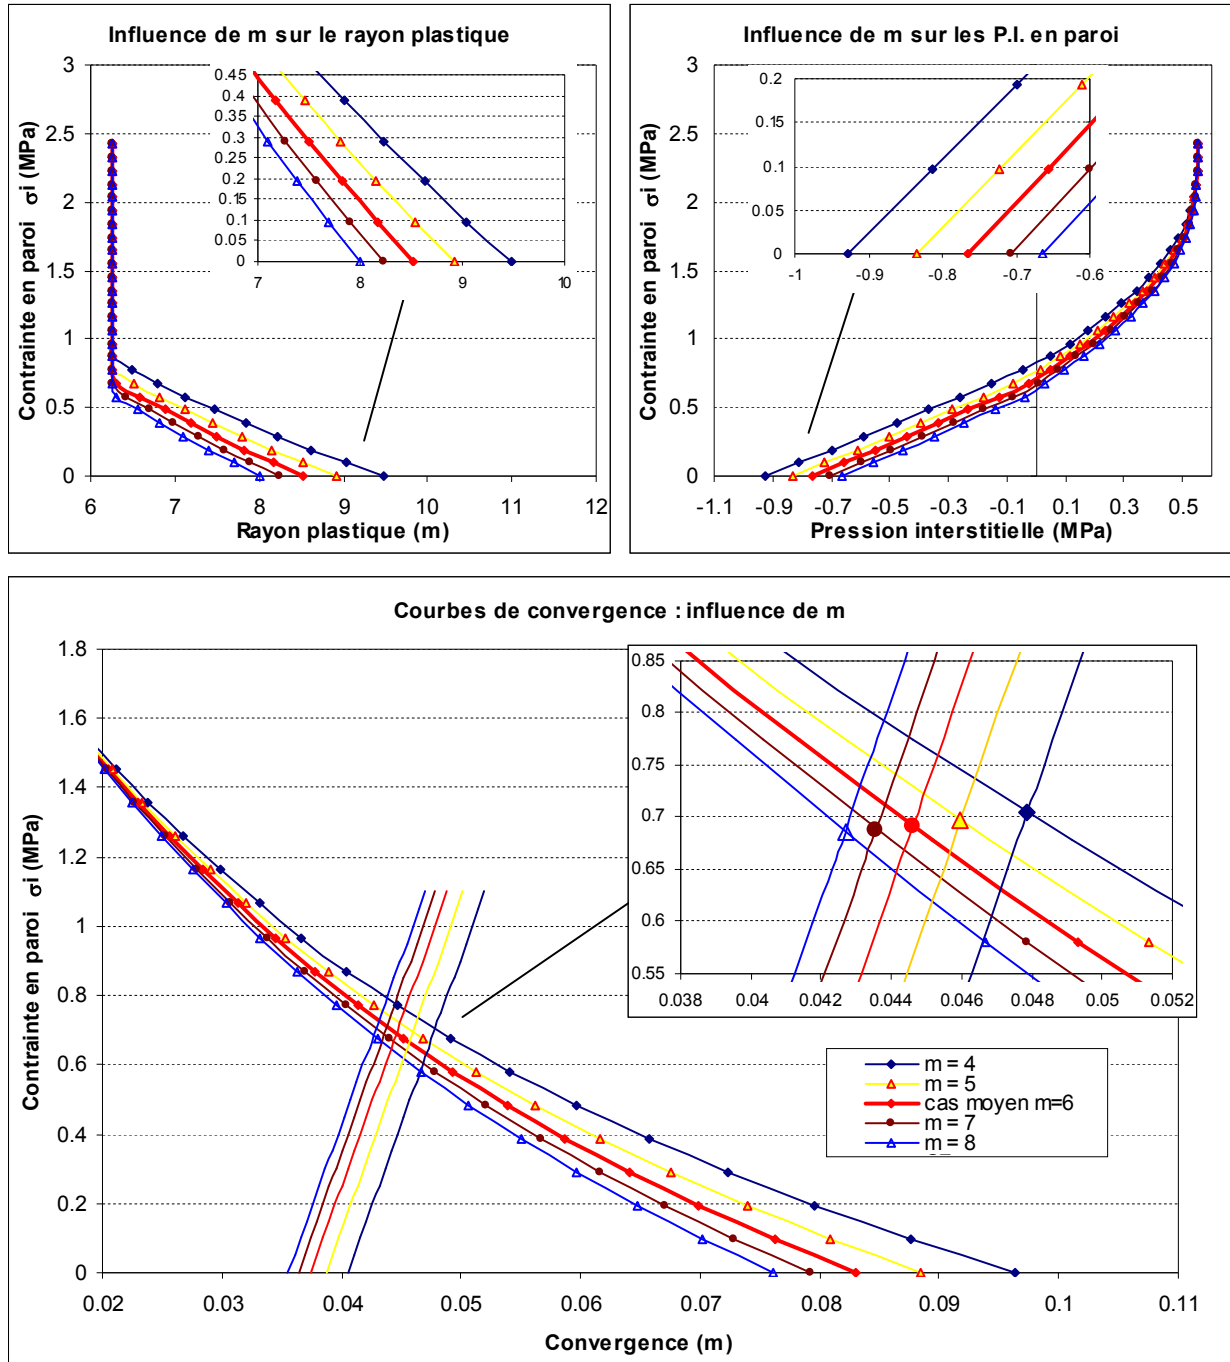 Influence de m sur le rayon plastique
3
2.5
2
1.5
1
0.5
0
Contrainte en paroi σi (MPa)
0.45
0.4
0.35
0.3
0.25
0.2
0.15
0.1
0.05
0
7 8 9 10
6 7 8 9 10 11 12
Rayon plastique (m)
Influence de m sur les P.I. en paroi
3
2.5
2
1.5
1
0.5
0
Contrainte en paroi σi (MPa)
0.2
0.15
0.1
0.05
0
-1 -0.9 -0.8 -0.7 -0.6
-1.1 -0.9 -0.7 -0.5 -0.3 -0.1 0.1 0.3 0.5
Pression interstitielle (MPa)
Courbes de convergence : influence de m
1.8
1.6
1.4
1.2
1
0.8
0.6
0.4
0.2
0
Contrainte en paroi σi (MPa)
0.85
0.8
0.75
0.7
0.65
0.6
0.55
0.038 0.04 0.042 0.044 0.046 0.048 0.05 0.052
m = 4
m = 5
cas moyen m=6
m = 7
m = 8
0.02 0.03 0.04 0.05 0.06 0.07 0.08 0.09 0.1 0.11
Convergence (m)